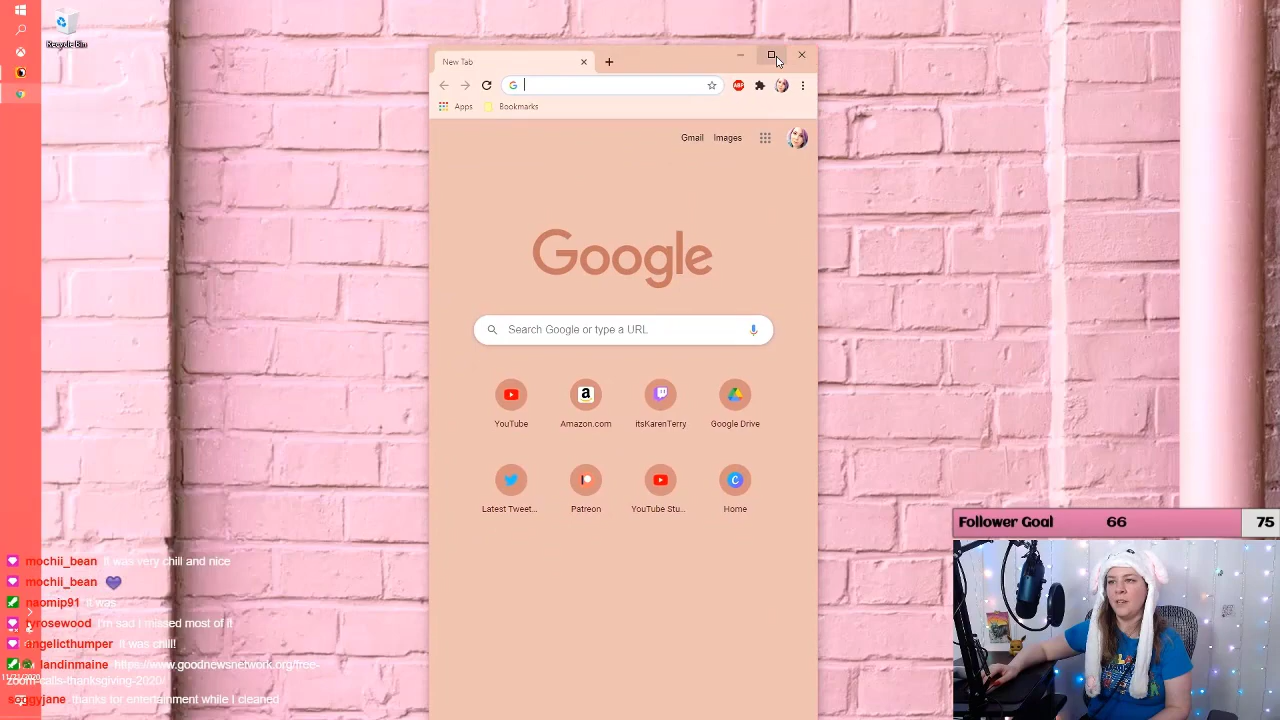 Recycle Bin
New Tab
Apps
Bookmarks
Gmail
Images
Google
Search Google or type a URL
YouTube
Amazon.com
itsKarenTerry
Google Drive
Latest Tweet...
Patreon
YouTube Stu...
Home
Follower Goal 66 75
mochii_bean It was very chill and nice
mochii_bean
naomip91 It was
tyrosewood I'm sad I missed most of it
angelicthumper It was chill!
landinmaine https://www.goodnewsnetwork.org/free-
zoom-calls-thanksgiving-2020/
soggyjane thanks for entertainment while I cleaned